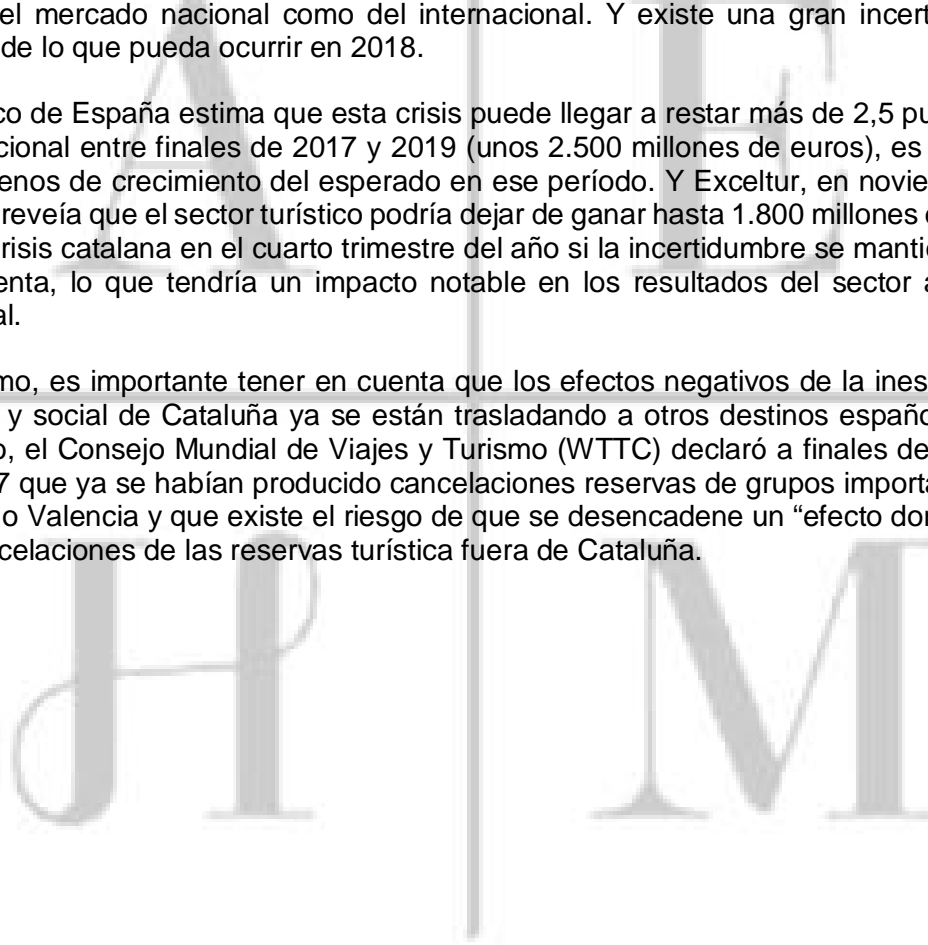 el mercado nacional como del internacional. Y existe una gran incert
de lo que pueda ocurrir en 2018.
co de España estima que esta crisis puede llegar a restar más de 2,5 pu
cional entre finales de 2017 y 2019 (unos 2.500 millones de euros), es
enos de crecimiento del esperado en ese período. Y Exceltur, en novie
reveía que el sector turístico podría dejar de ganar hasta 1.800 millones
risis catalana en el cuarto trimestre del año si la incertidumbre se manti
enta, lo que tendría un impacto notable en los resultados del sector a
al.
mo, es importante tener en cuenta que los efectos negativos de la ines
y social de Cataluña ya se están trasladando a otros destinos españo
o, el Consejo Mundial de Viajes y Turismo (WTTC) declaró a finales de
7 que ya se habían producido cancelaciones reservas de grupos importa
o Valencia y que existe el riesgo de que se desencadene un “efecto dor
celaciones de las reservas turística fuera de Cataluña.
A E
H M